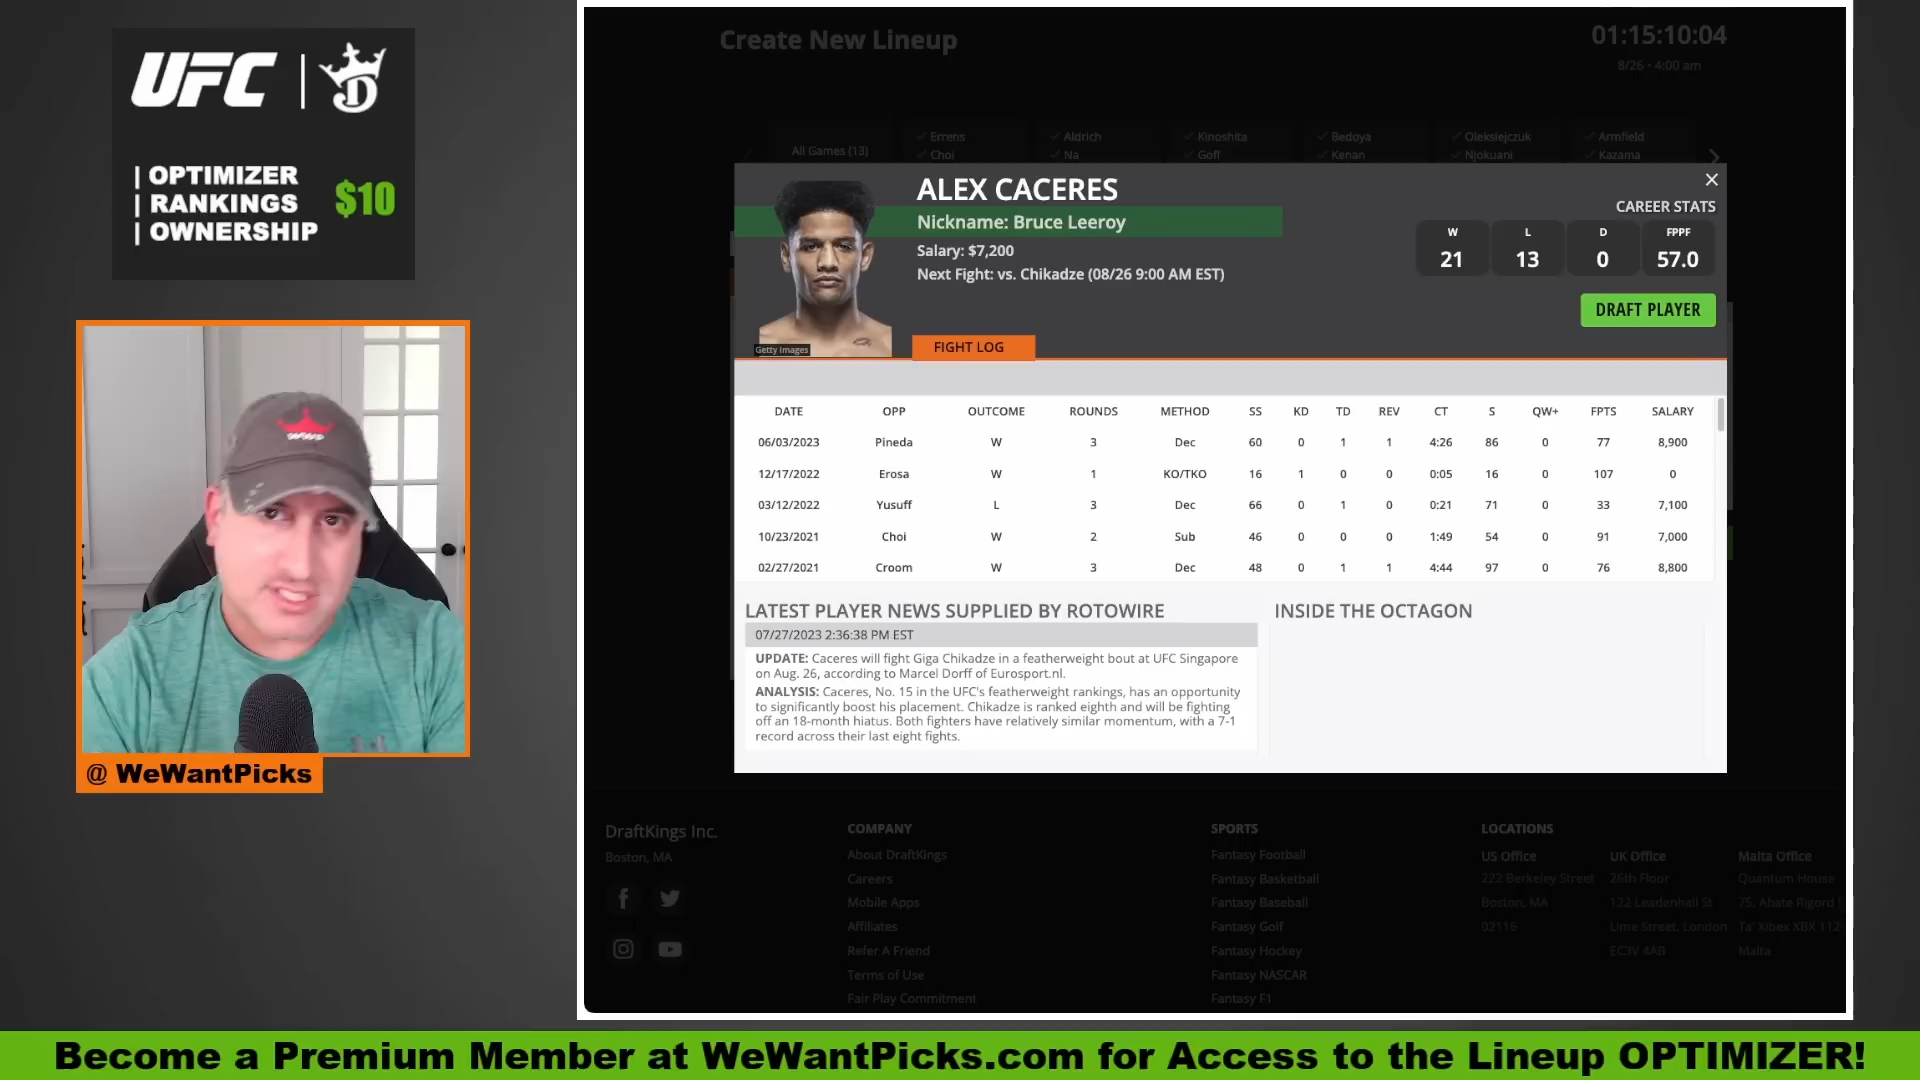 UFC
| OPTIMIZER
| RANKINGS
| OWNERSHIP
$10
@ WeWantPicks
Create New Lineup
01:15:10:04
8/26 • 4:00 am
All Games (13)
Errens
Choi
Aldrich
Na
Kinoshita
Goff
Bedoya
Kenan
Oleksiejczuk
Njokuani
Armfield
Kazama
ALEX CACERES
Nickname: Bruce Leeroy
Salary: $7,200
Next Fight: vs. Chikadze (08/26 9:00 AM EST)
Getty Images
CAREER STATS
W L D FPPF
21 13 0 57.0
DRAFT PLAYER
FIGHT LOG
DATE OPP OUTCOME ROUNDS METHOD SS KD TD REV CT S QW+ FPTS SALARY
06/03/2023 Pineda W 3 Dec 60 0 1 1 4:26 86 0 77 8,900
12/17/2022 Erosa W 1 KO/TKO 16 1 0 0 0:05 16 0 107 0
03/12/2022 Yusuff L 3 Dec 66 0 1 0 0:21 71 0 33 7,100
10/23/2021 Choi W 2 Sub 46 0 0 0 1:49 54 0 91 7,000
02/27/2021 Croom W 3 Dec 48 0 1 1 4:44 97 0 76 8,800
LATEST PLAYER NEWS SUPPLIED BY ROTOWIRE
07/27/2023 2:36:38 PM EST
UPDATE: Caceres will fight Giga Chikadze in a featherweight bout at UFC Singapore
on Aug. 26, according to Marcel Dorff of Eurosport.nl.
ANALYSIS: Caceres, No. 15 in the UFC's featherweight rankings, has an opportunity
to significantly boost his placement. Chikadze is ranked eighth and will be fighting
off an 18-month hiatus. Both fighters have relatively similar momentum, with a 7-1
record across their last eight fights.
INSIDE THE OCTAGON
DraftKings Inc.
Boston, MA
COMPANY
About DraftKings
Careers
Mobile Apps
Affiliates
Refer A Friend
Terms of Use
Fair Play Commitment
SPORTS
Fantasy Football
Fantasy Basketball
Fantasy Baseball
Fantasy Golf
Fantasy Hockey
Fantasy NASCAR
Fantasy F1
LOCATIONS
US Office
222 Berkeley Street
Boston, MA
02116
UK Office
26th Floor
122 Leadenhall St
Lime Street, London
EC3V 4AB
Malta Office
Quantum House
75, Abate Rigord
Ta' Xibex XBX 112
Malta
Become a Premium Member at WeWantPicks.com for Access to the Lineup OPTIMIZER!